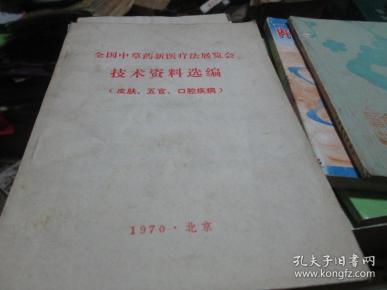 全国中草药新医疗法展览会
技术资料选编
（皮肤、五官、口腔疾病）
1970·北京
孔夫子旧书网
www.kongfz.com